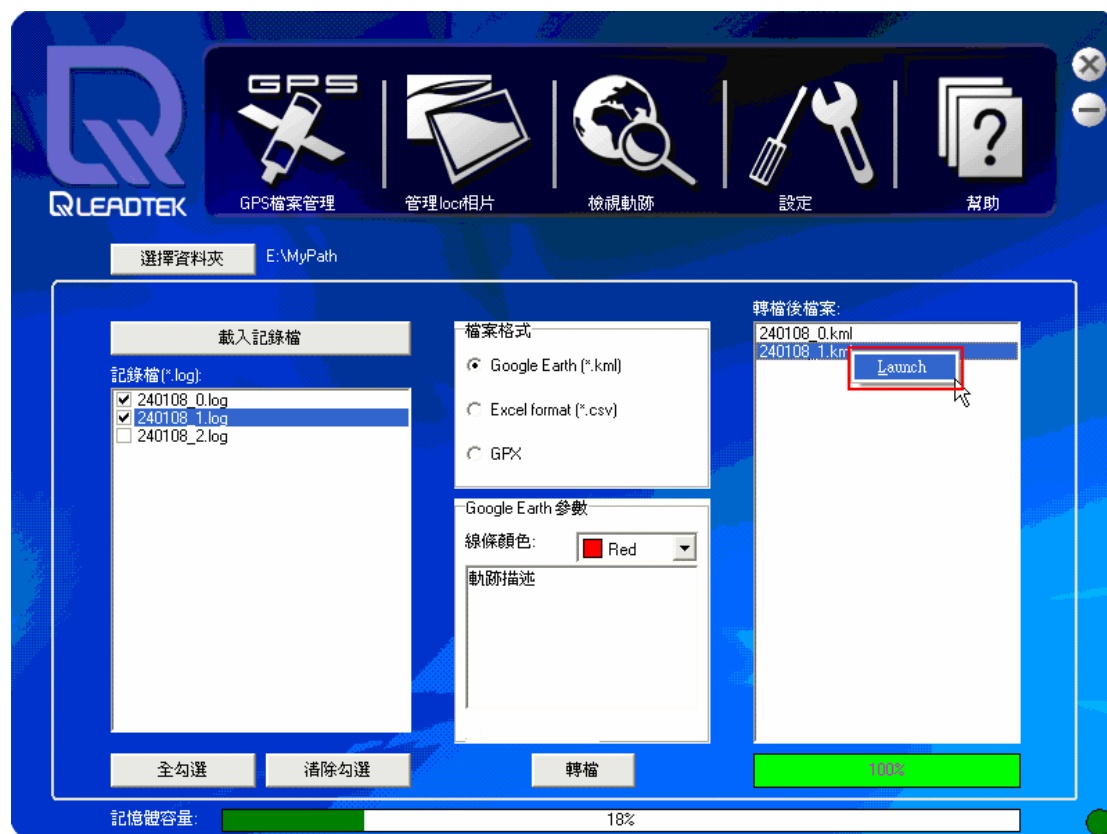 GPS
GPS檔案管理
管理locr相片
檢視軌跡
設定
?
幫助
LEADTEK
選擇資料夾
E:\MyPath
載入記錄檔
記錄檔(*.log):
240108_0.log
240108_1.log
240108_2.log
全勾選
清除勾選
檔案格式
Google Earth (*.kml)
Excel format (*.csv)
GPX
Google Earth 參數
線條顏色:
Red
軌跡描述
轉檔
轉檔後檔案:
240108_0.kml
240108_1.km
Launch
100%
記憶體容量:
18%